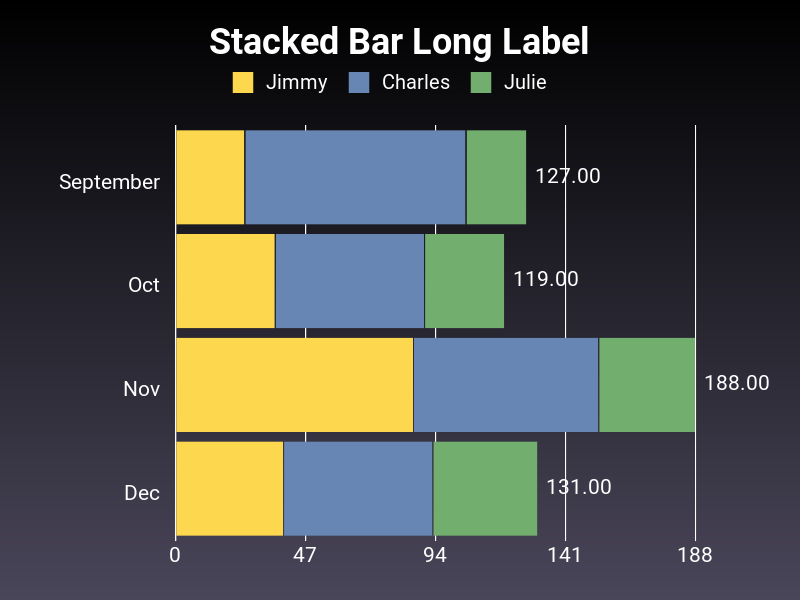 Stacked Bar Long Label
Jimmy Charles Julie
September 127.00
Oct 119.00
Nov 188.00
Dec 131.00
0 47 94 141 188